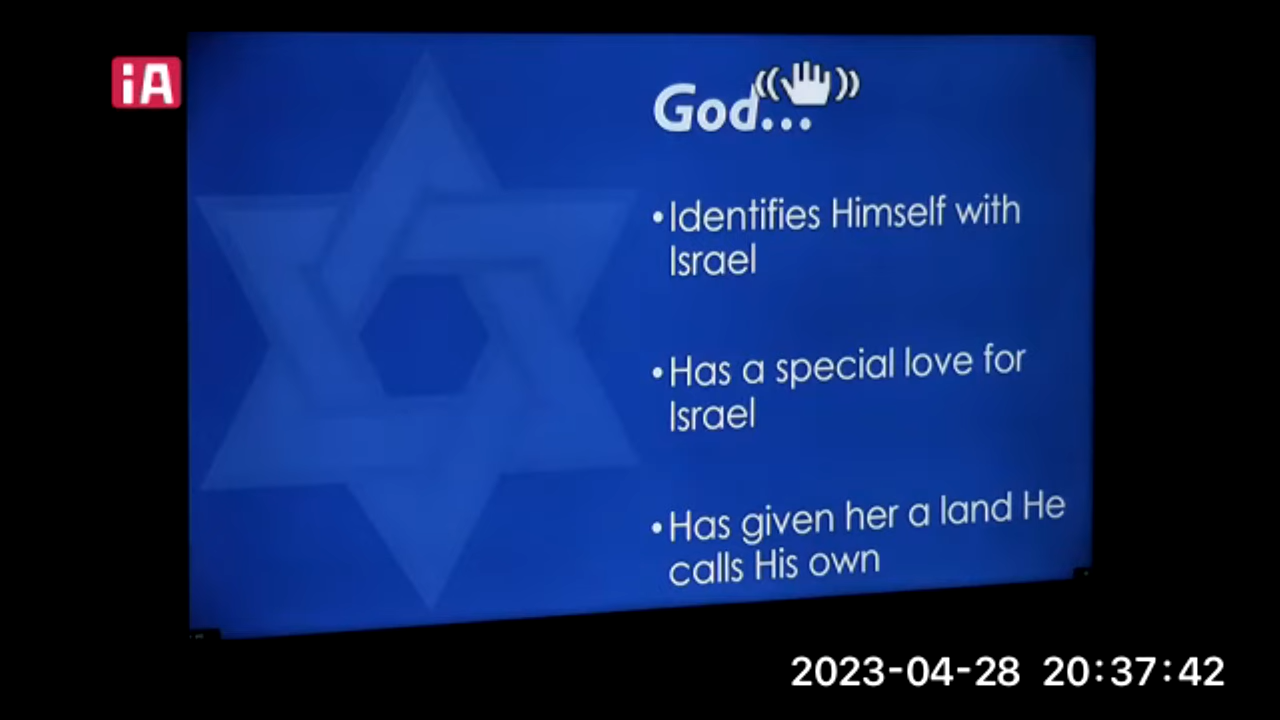 iA
God...
•Identifies Himself with
Israel
•Has a special love for
Israel
•Has given her a land He
calls His own
2023-04-28 20:37:42